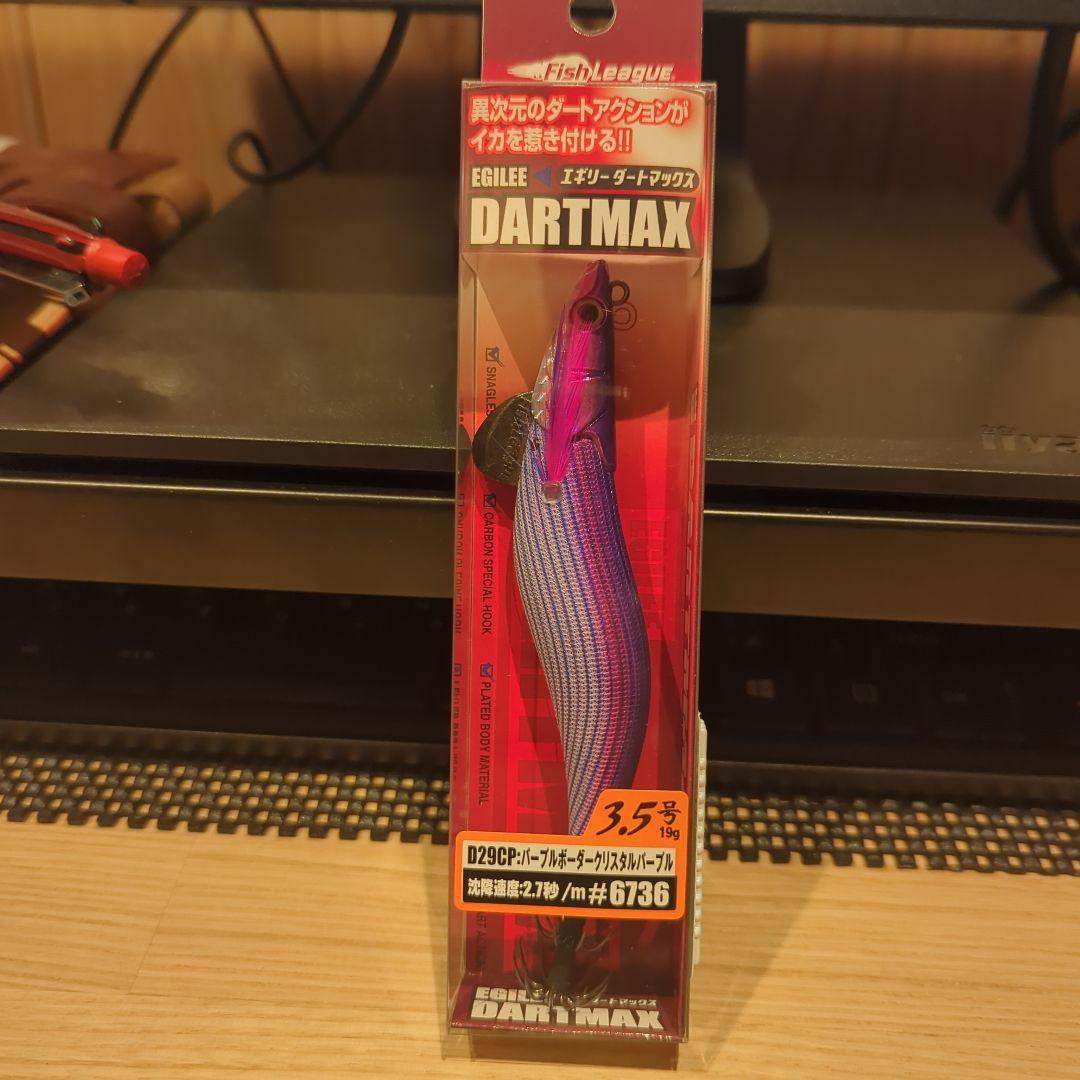 FishLeague
異次元のダートアクションが
イカを惹き付ける!!
EGILEE エギリーダートマックス
DARTMAX
CARBON SPECIAL HOOK
PLATED BODY MATERIAL
3.5号
19g
D29CP:パープルボーダークリスタルパープル
沈降速度:2.7秒/m #6736
ダートマックス
DARTMAX